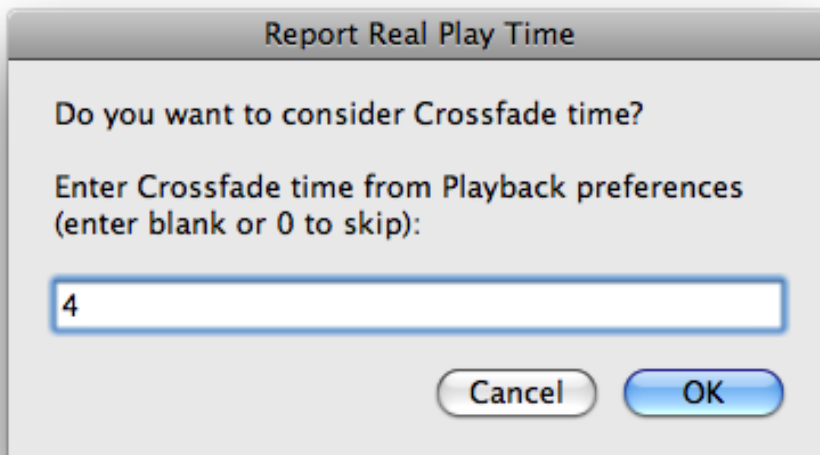 Report Real Play Time
Do you want to consider Crossfade time?
Enter Crossfade time from Playback preferences
(enter blank or 0 to skip):
4
Cancel
OK